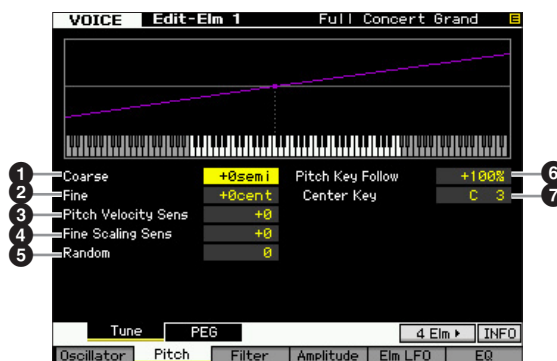 VOICE Edit-Elm 1 Full Concert Grand
1 Coarse +0semi Pitch Key Follow +100% 6
2 Fine +0cent Center Key C 3 7
3 Pitch Velocity Sens +0
4 Fine Scaling Sens +0
5 Random 0
Tune PEG 4 Elm INFO
Oscillator Pitch Filter Amplitude Elm LFO EQ